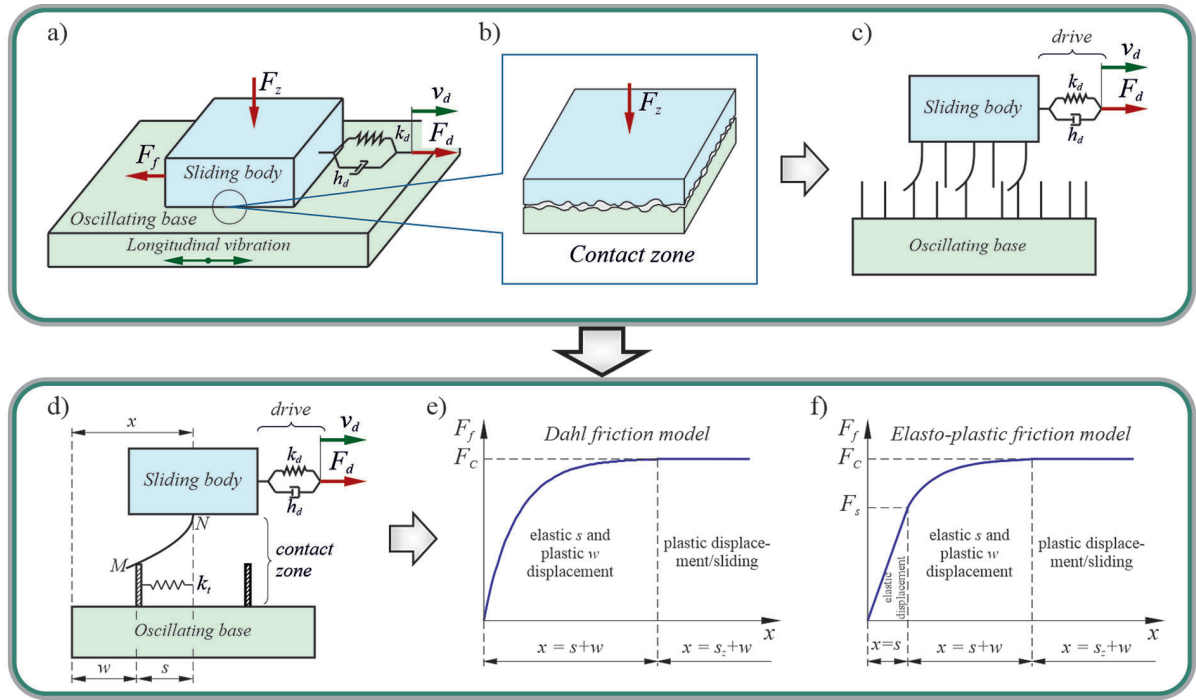 a)
F_z
v_d
k_d
F_d
F_f
Sliding body
h_d
Oscillating base
Longitudinal vibration
b)
F_z
Contact zone
c)
drive
v_d
k_d
Sliding body
F_d
h_d
Oscillating base
d)
x
drive
v_d
k_d
F_d
Sliding body
h_d
N
M
contact
zone
k_t
Oscillating base
w
s
e)
F_f
Dahl friction model
F_C
elastic s and
plastic w
displacement
plastic displace-
ment/sliding
x
x = s+w
x = s_z+w
f)
F_f
Elasto-plastic friction model
F_C
F_s
elastic
displacement
elastic s and
plastic w
displacement
plastic displace-
ment/sliding
x
x=s
x = s+w
x = s_z+w